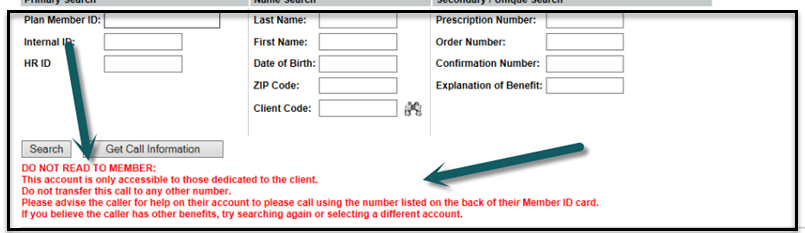 Primary Search Name Search Secondary / Unique Search
Plan Member ID: Last Name: Prescription Number:
Internal ID: First Name: Order Number:
HR ID Date of Birth: Confirmation Number:
ZIP Code: Explanation of Benefit:
Client Code:
Search Get Call Information
DO NOT READ TO MEMBER:
This account is only accessible to those dedicated to the client.
Do not transfer this call to any other number.
Please advise the caller for help on their account to please call using the number listed on the back of their Member ID card.
If you believe the caller has other benefits, try searching again or selecting a different account.